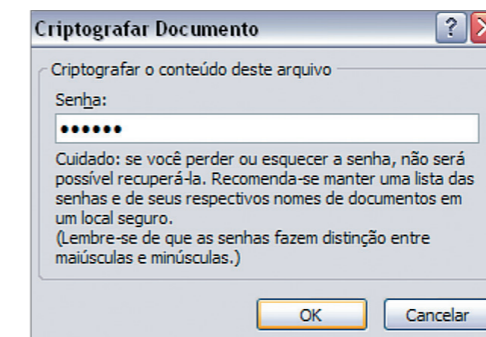 Criptografar Documento
Criptografar o conteúdo deste arquivo
Senha:
••••••
Cuidado: se você perder ou esquecer a senha, não será
possível recuperá-la. Recomenda-se manter uma lista das
senhas e de seus respectivos nomes de documentos em
um local seguro.
(Lembre-se de que as senhas fazem distinção entre
maiúsculas e minúsculas.)
OK Cancelar